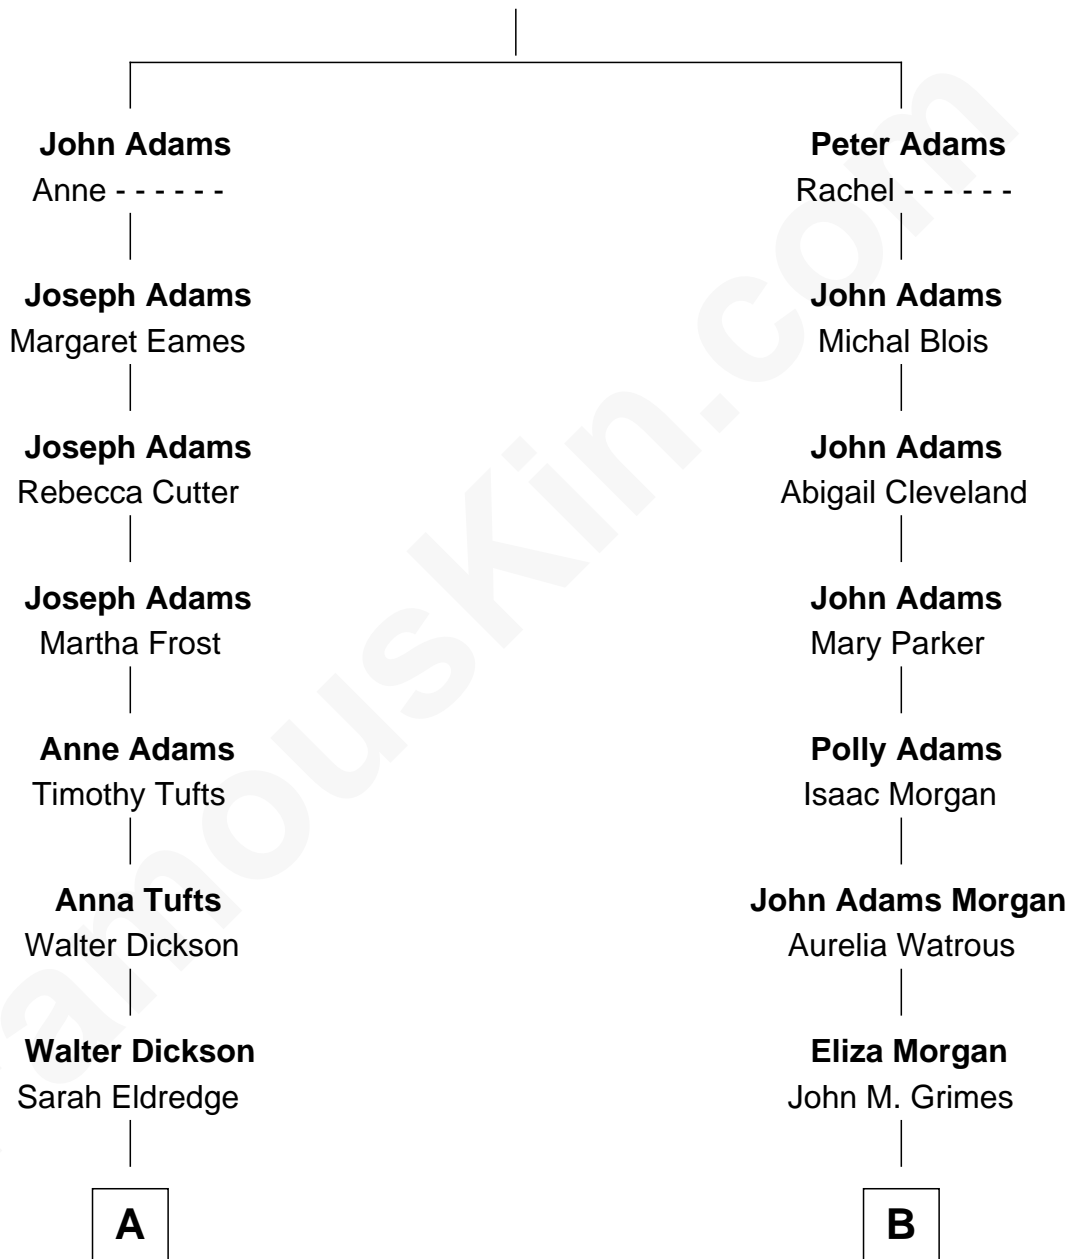 John Adams
Anne - - - - - -
Peter Adams
Rachel - - - - - -
Joseph Adams
Margaret Eames
John Adams
Michal Blois
Joseph Adams
Rebecca Cutter
John Adams
Abigail Cleveland
Joseph Adams
Martha Frost
John Adams
Mary Parker
Anne Adams
Timothy Tufts
Polly Adams
Isaac Morgan
Anna Tufts
Walter Dickson
John Adams Morgan
Aurelia Watrous
Walter Dickson
Sarah Eldredge
Eliza Morgan
John M. Grimes
A
B
amouskin.com